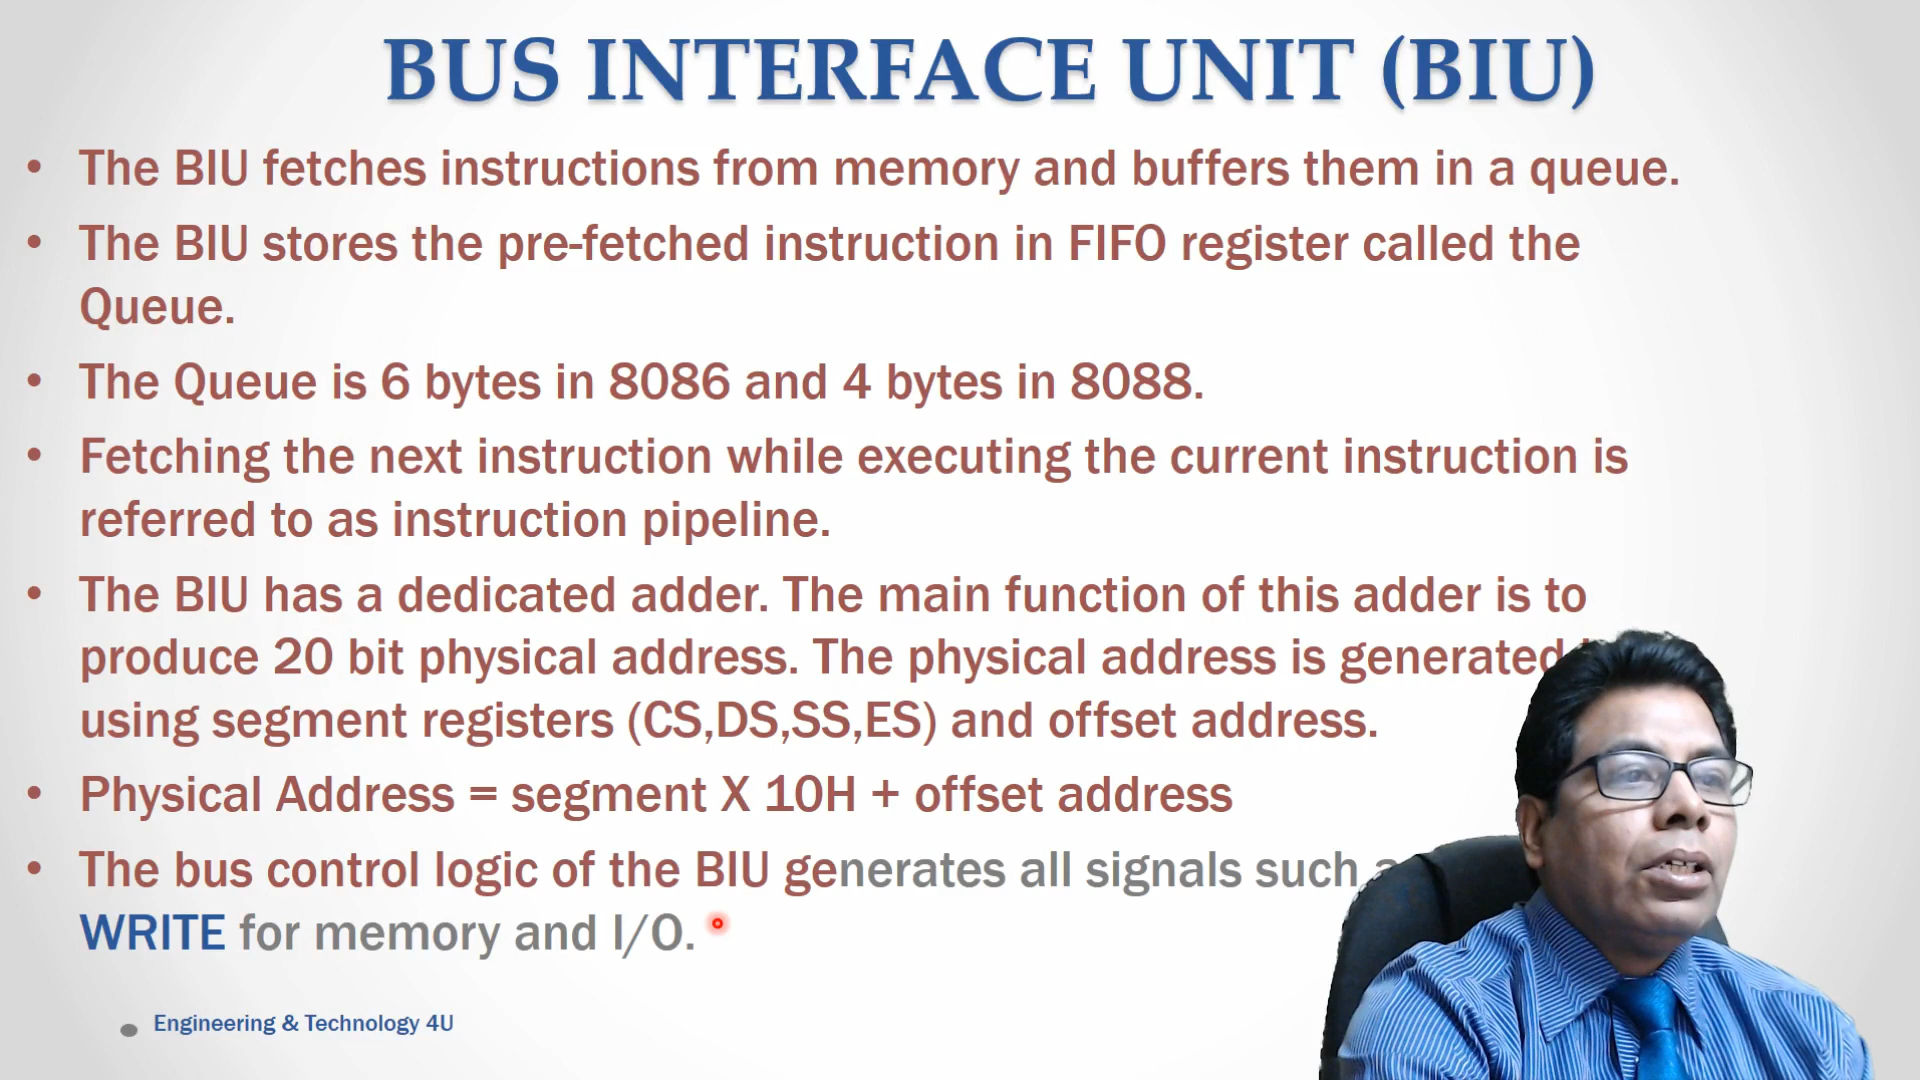 BUS INTERFACE UNIT (BIU)
• The BIU fetches instructions from memory and buffers them in a queue.
• The BIU stores the pre-fetched instruction in FIFO register called the
Queue.
• The Queue is 6 bytes in 8086 and 4 bytes in 8088.
• Fetching the next instruction while executing the current instruction is
referred to as instruction pipeline.
• The BIU has a dedicated adder. The main function of this adder is to
produce 20 bit physical address. The physical address is generated
using segment registers (CS,DS,SS,ES) and offset address.
• Physical Address = segment X 10H + offset address
• The bus control logic of the BIU generates all signals such
WRITE for memory and I/O.
Engineering & Technology 4U